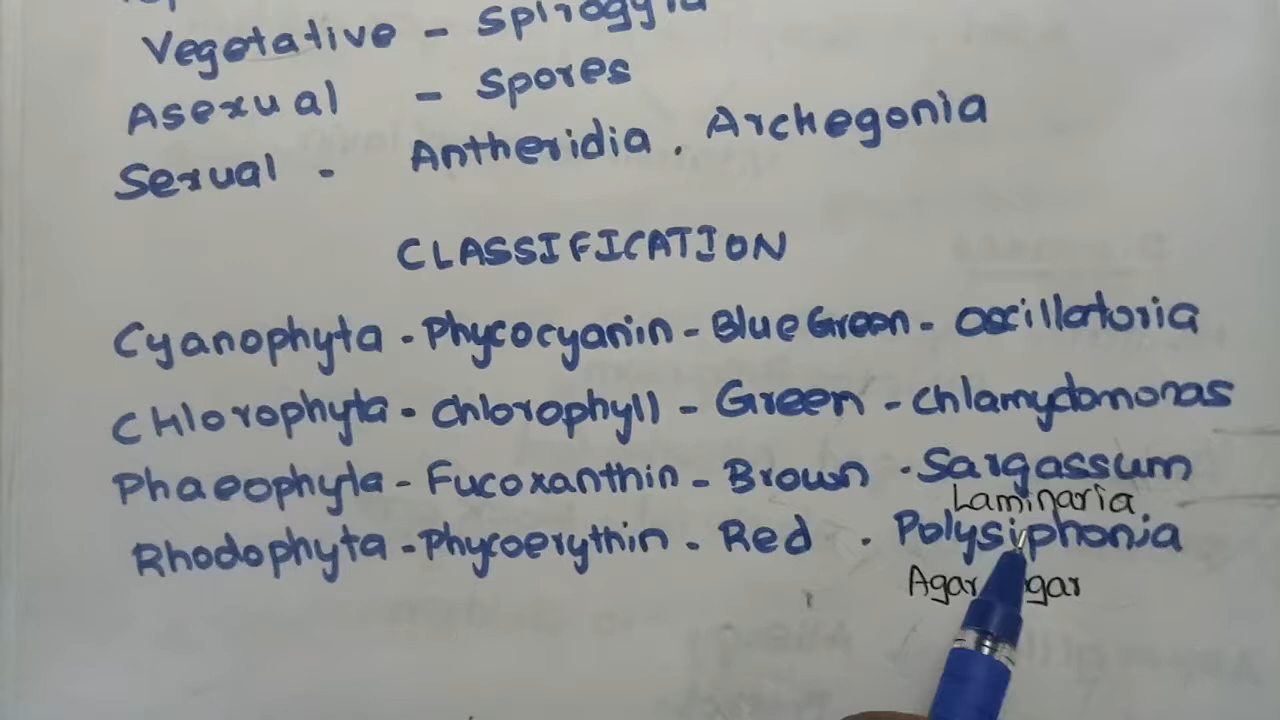 Vegetative - Spirogyra
Asexual - Spores
Sexual - Antheridia . Archegonia
CLASSIFICATION
Cyanophyta - Phycocyanin - Blue Green - oscillatoria
Chlorophyta - Chlorophyll - Green - Chlamydomonas
Phaeophyta - Fucoxanthin - Brown . Sargassum
Laminaria
Rhodophyta - Phycoerythin . Red . Polysiphonia